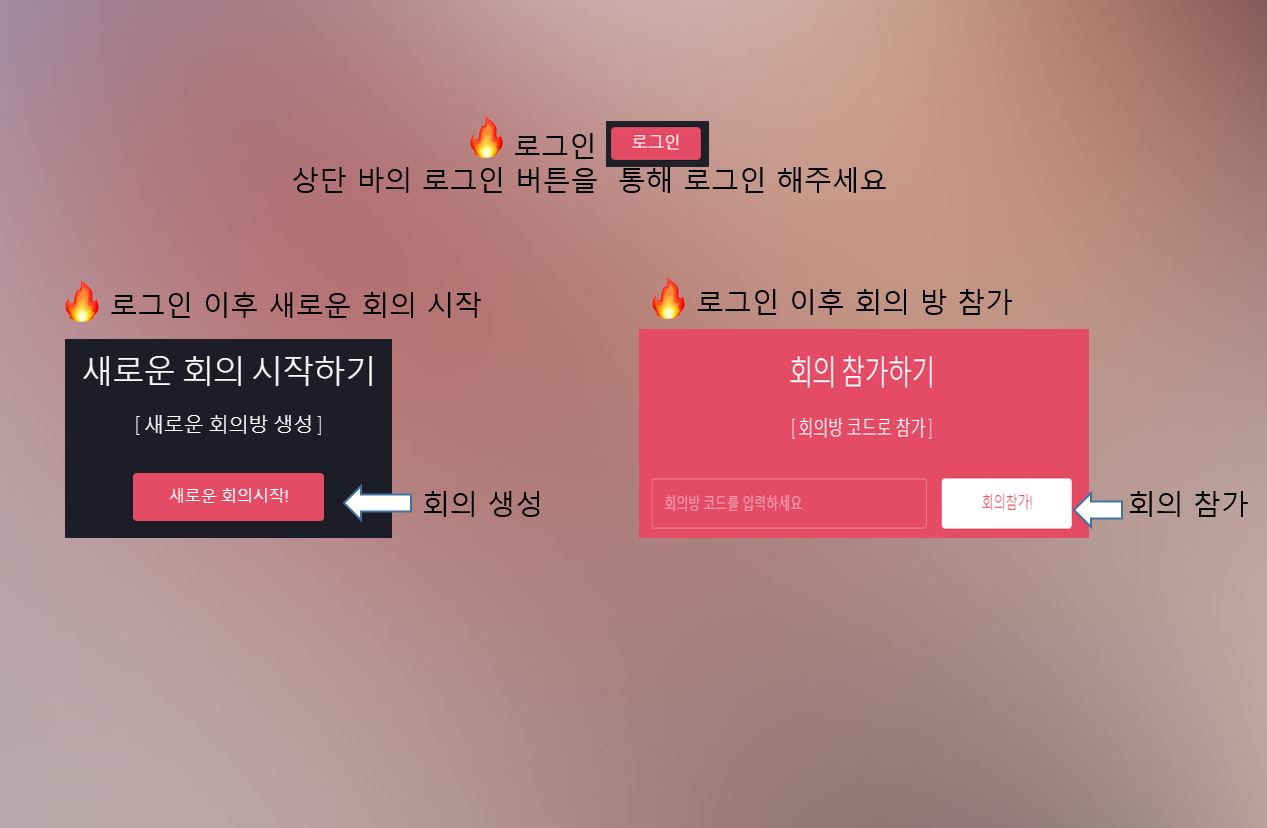 🔥 로그인 로그인
상단 바의 로그인 버튼을 통해 로그인 해주세요
🔥 로그인 이후 새로운 회의 시작
새로운 회의 시작하기
[ 새로운 회의방 생성 ]
새로운 회의시작!
회의 생성
🔥 로그인 이후 회의 방 참가
회의 참가하기
[ 회의방 코드로 참가 ]
회의방 코드를 입력하세요.
회의참가!
회의 참가